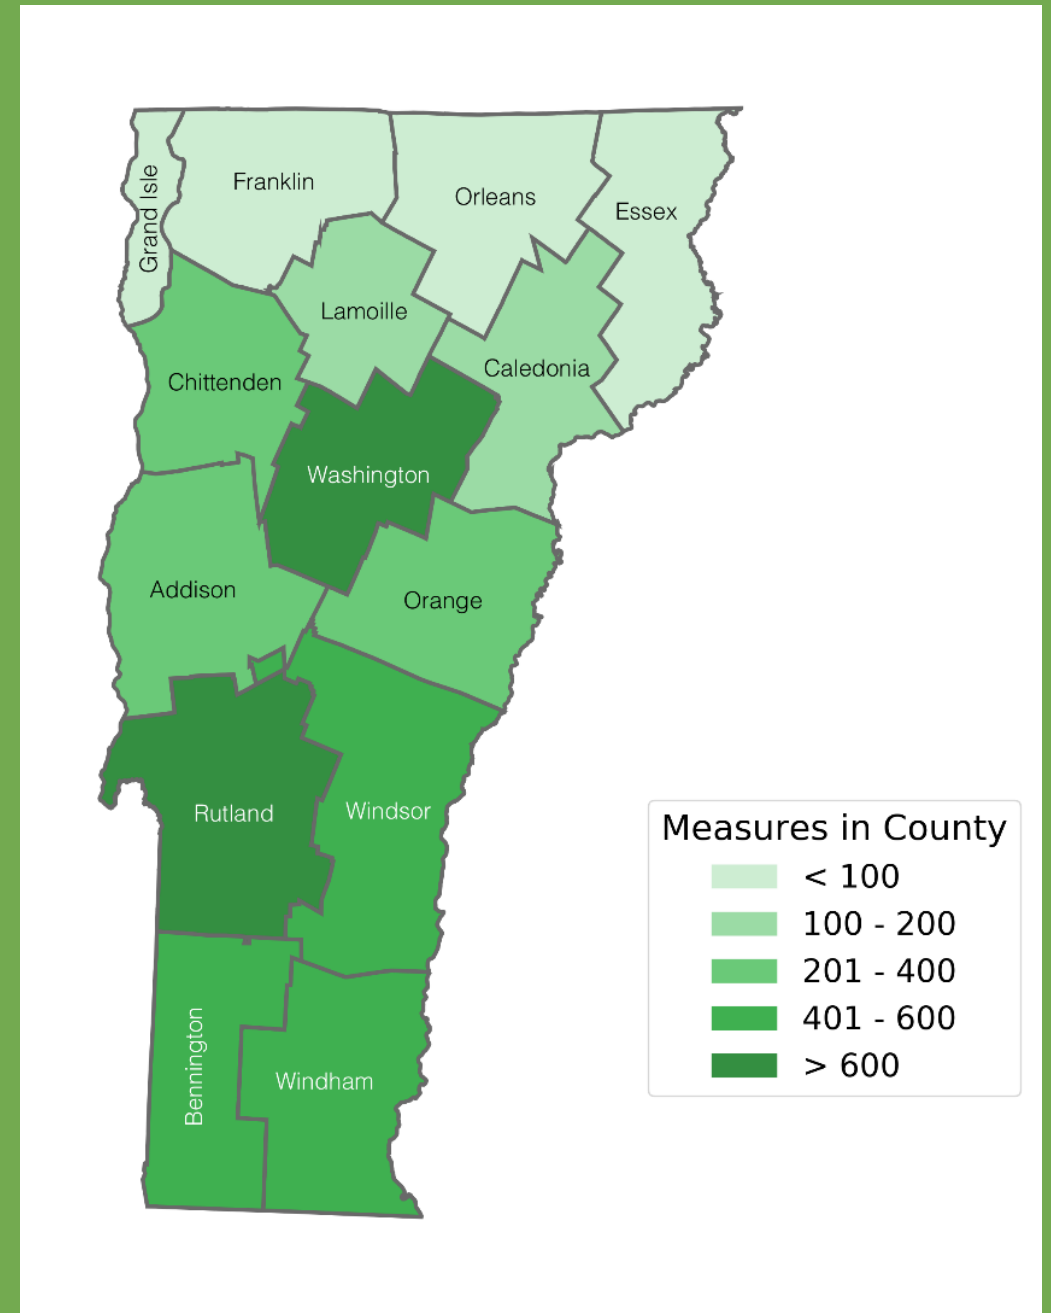 Grand Isle
Franklin
Orleans
Essex
Lamoille
Caledonia
Chittenden
Washington
Addison
Orange
Rutland
Windsor
Bennington
Windham
Measures in County
< 100
100 - 200
201 - 400
401 - 600
> 600